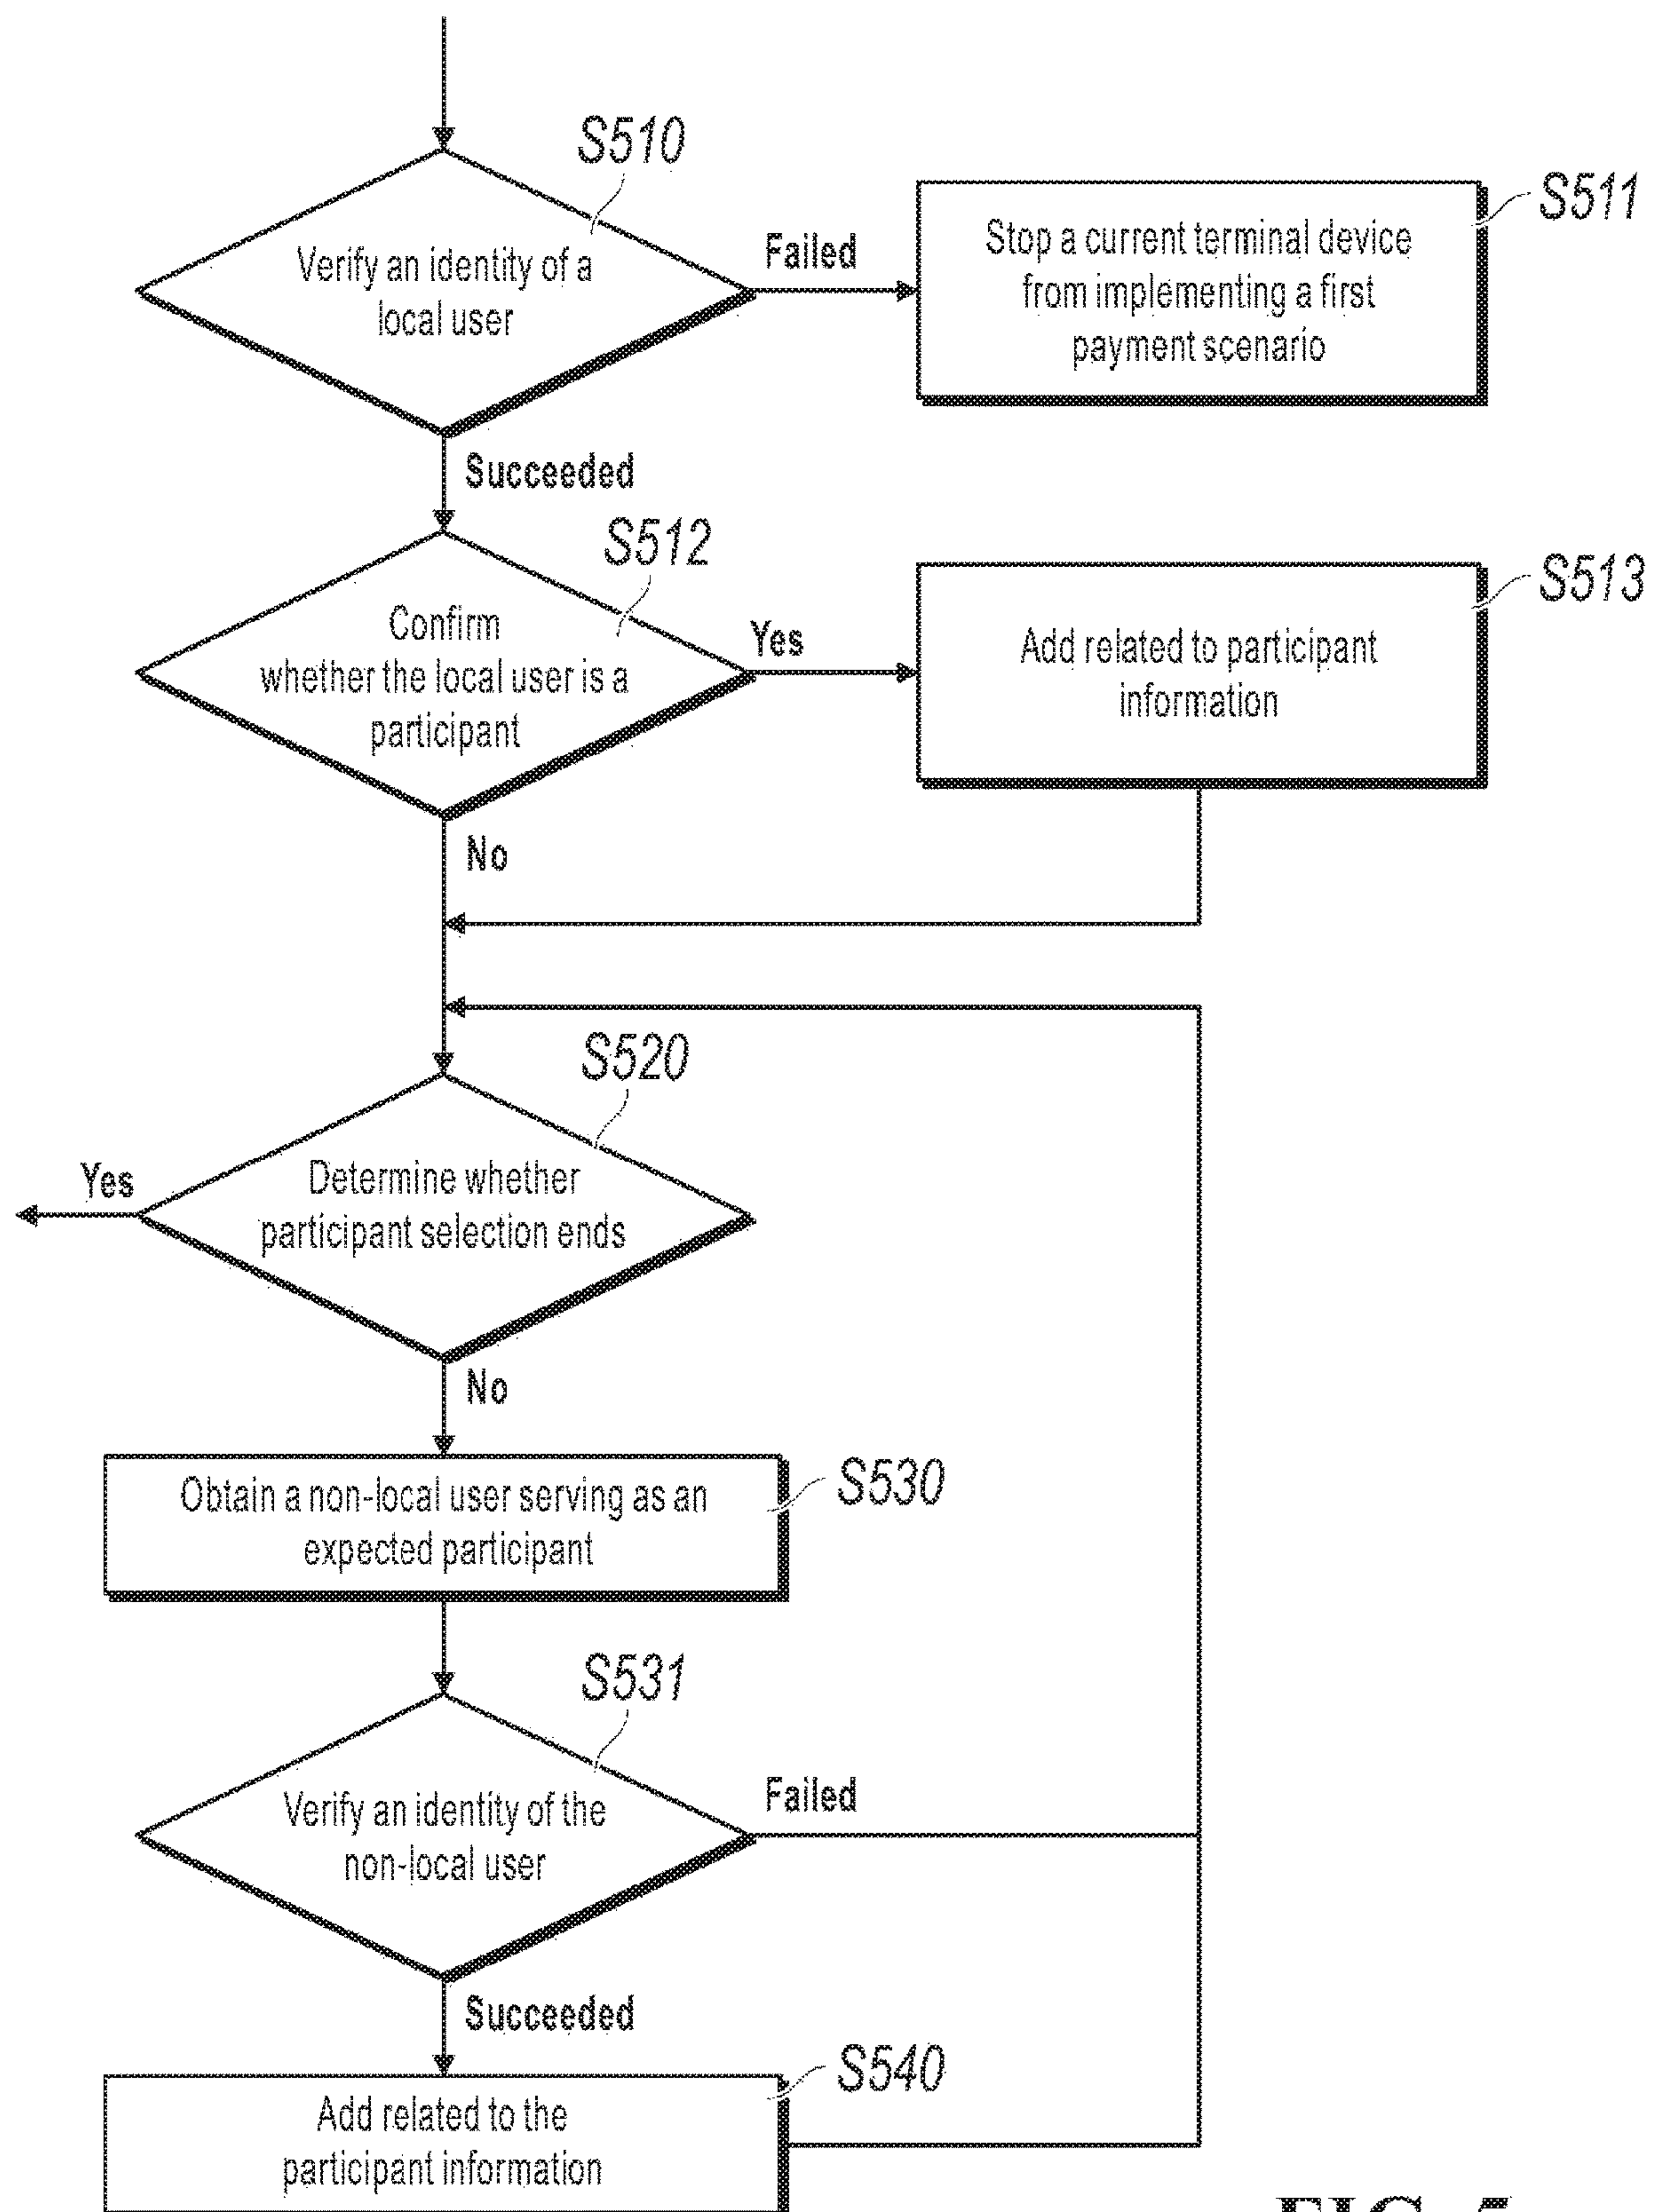 S510
Verify an identity of a
local user
Failed
S511
Stop a current terminal device
from implementing a first
payment scenario
Succeeded
S512
Confirm
whether the local user is a
participant
Yes
S513
Add related to participant
information
No
S520
Determine whether
participant selection ends
Yes
No
S530
Obtain a non-local user serving as an
expected participant
S531
Verify an identity of the
non-local user
Failed
Succeeded
S540
Add related to the
participant information